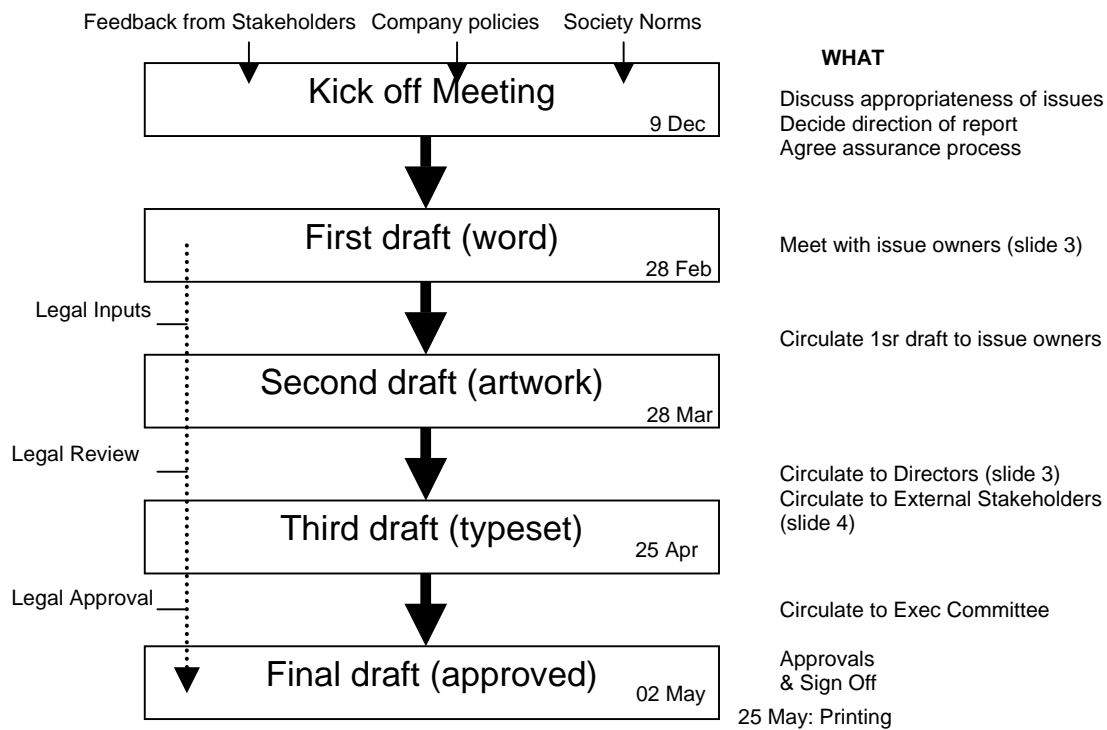 Feedback from Stakeholders Company policies Society Norms
WHAT
Kick off Meeting
9 Dec
Discuss appropriateness of issues
Decide direction of report
Agree assurance process
First draft (word)
28 Feb
Meet with issue owners (slide 3)
Legal Inputs
Circulate 1sr draft to issue owners
Second draft (artwork)
28 Mar
Legal Review
Circulate to Directors (slide 3)
Circulate to External Stakeholders
(slide 4)
Third draft (typeset)
25 Apr
Legal Approval
Circulate to Exec Committee
Final draft (approved)
02 May
Approvals
& Sign Off
25 May: Printing